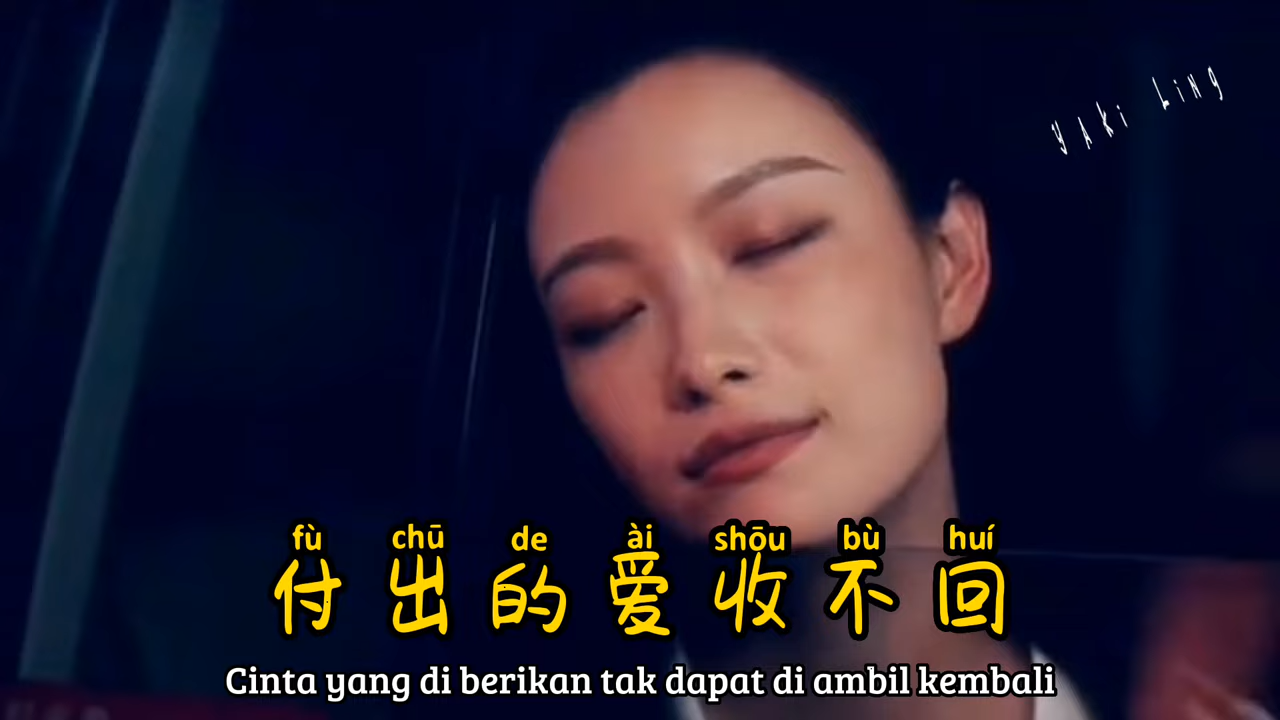 YAKi LiNg
fù chū de ài shōu bù huí
付出的爱收不回
Cinta yang di berikan tak dapat di ambil kembali